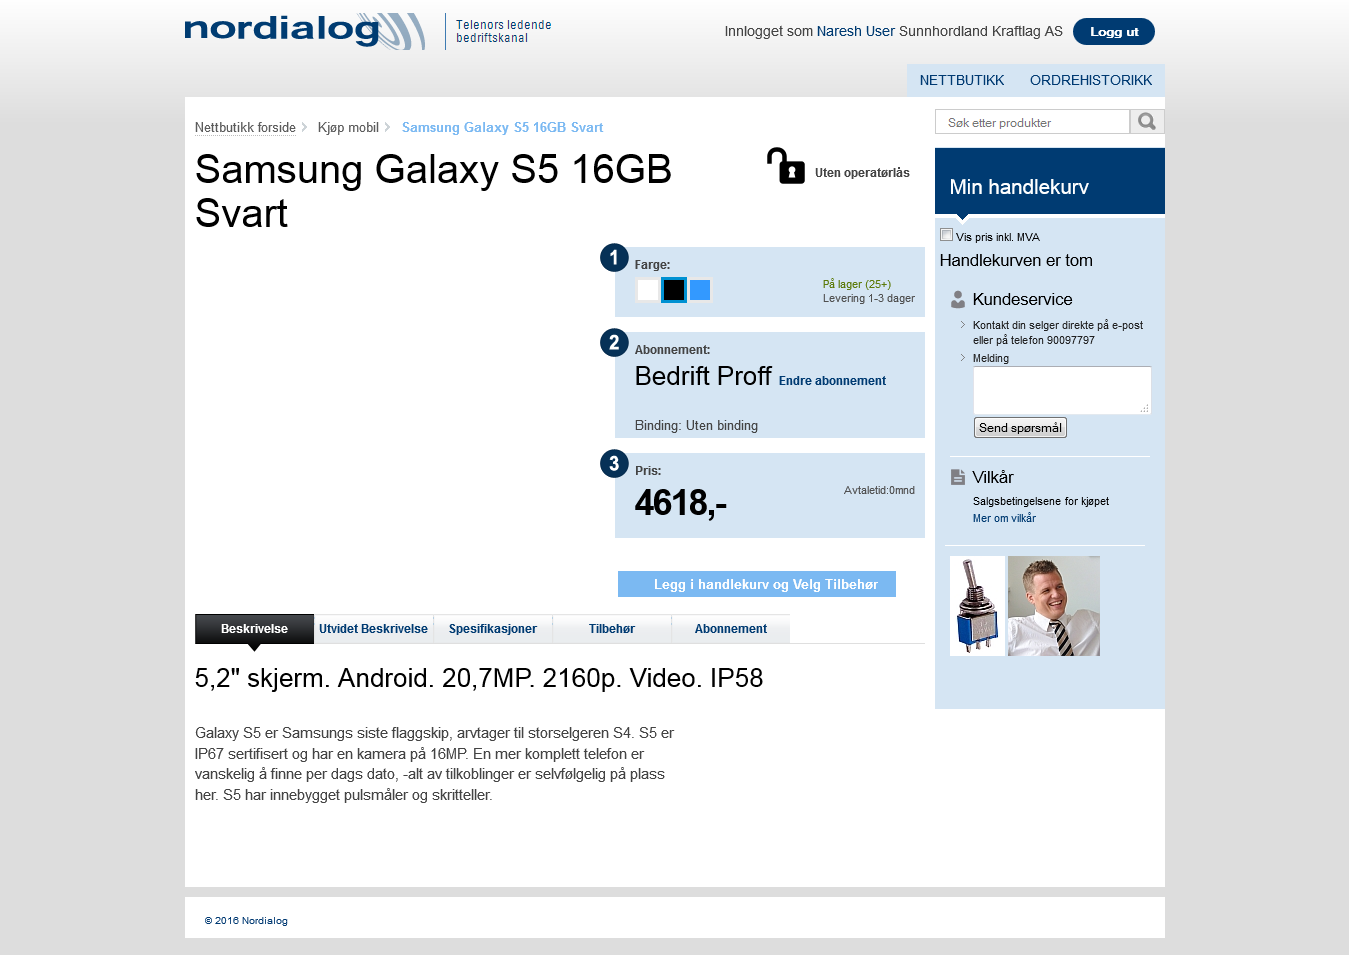 nordialog
Telenors ledende
bedriftskanal
Innlogget som Naresh User Sunnhordland Kraftlag AS
Logg ut
NETTBUTIKK
ORDREHISTORIKK
Nettbutikk forside
Kjøp mobil
Samsung Galaxy S5 16GB Svart
Søk etter produkter
Samsung Galaxy S5 16GB
Svart
Uten operatørlås
1
Farge:
På lager (25+)
Levering 1-3 dager
2
Abonnement:
Bedrift Proff Endre abonnement
Binding: Uten binding
3
Pris:
4618,-
Avtaletid:0mnd
Legg i handlekurv og Velg Tilbehør
Min handlekurv
Vis pris inkl. MVA
Handlekurven er tom
Kundeservice
Kontakt din selger direkte på e-post
eller på telefon 90097797
Melding
Send spørsmål
Vilkår
Salgsbetingelsene for kjøpet
Mer om vilkår
Beskrivelse
Utvidet Beskrivelse
Spesifikasjoner
Tilbehør
Abonnement
5,2" skjerm. Android. 20,7MP. 2160p. Video. IP58
Galaxy S5 er Samsungs siste flaggskip, arvtager til storselgeren S4. S5 er
IP67 sertifisert og har en kamera på 16MP. En mer komplett telefon er
vanskelig å finne per dags dato, -alt av tilkoblinger er selvfølgelig på plass
her. S5 har innebygget pulsmåler og skritteller.
© 2016 Nordialog